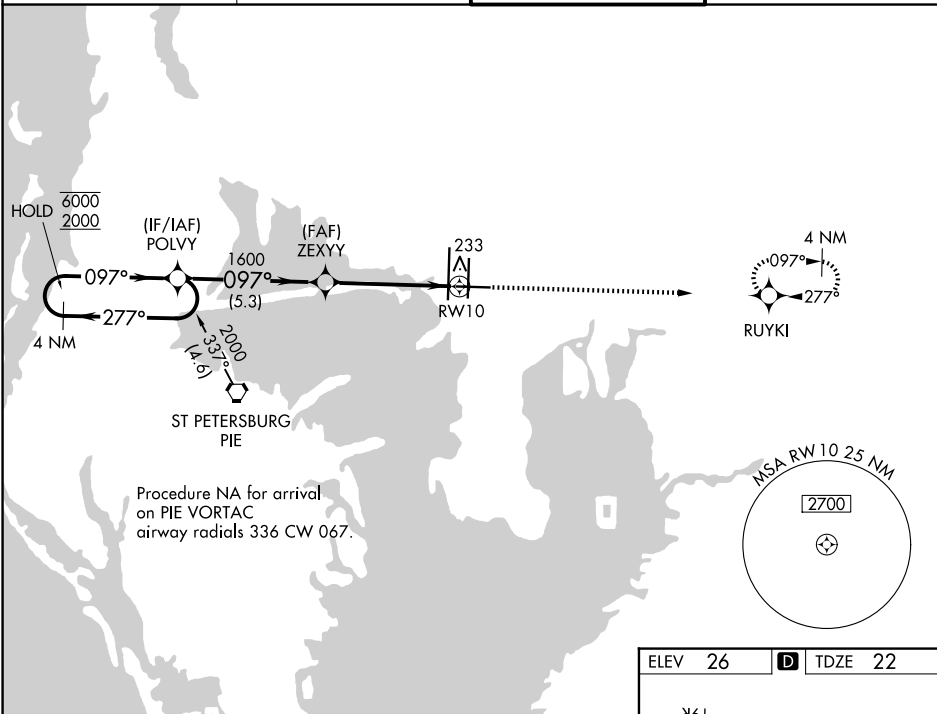 HOLD 6000
2000
(IF/IAF)
POLVY
(FAF)
ZEXYY
097°
1600
097°
(5.3)
277°
4 NM
2000
337°
(4.6)
ST PETERSBURG
PIE
233
RW10
4 NM
097°
277°
RUYKI
Procedure NA for arrival
on PIE VORTAC
airway radials 336 CW 067.
MSA RW 10 25 NM
2700
ELEV 26 D TDZE 22